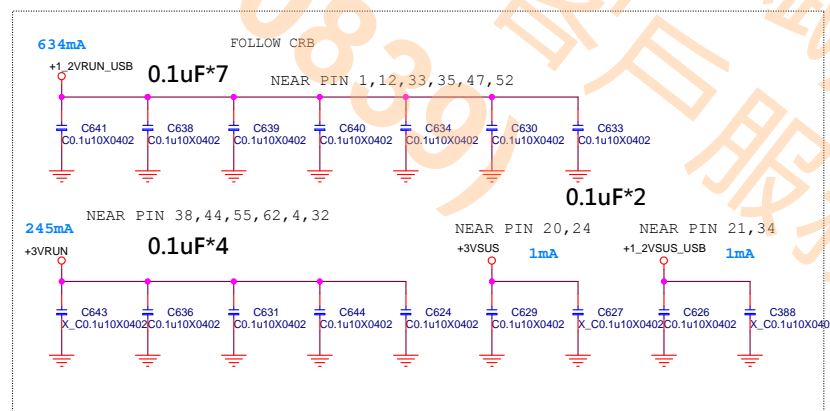 634mA
FOLLOW CRB
+1_2VRUN_USB
0.1uF*7
NEAR PIN 1,12,33,35,47,52
C641 C638 C639 C640 C634 C630 C633
C0.1u10X0402 C0.1u10X0402 C0.1u10X0402 C0.1u10X0402 C0.1u10X0402 C0.1u10X0402 C0.1u10X0402
0.1uF*2
245mA
NEAR PIN 38,44,55,62,4,32
NEAR PIN 20,24
NEAR PIN 21,34
+3VRUN
0.1uF*4
+3VSUS
1mA
+1_2VSUS_USB
1mA
C643 C636 C631 C644 C624 C629 C627 C626 C388
X_C0.1u10X0402 C0.1u10X0402 C0.1u10X0402 C0.1u10X0402 C0.1u10X0402 C0.1u10X0402 X_C0.1u10X0402 C0.1u10X0402 X_C0.1u10X040
0839)
客戶服